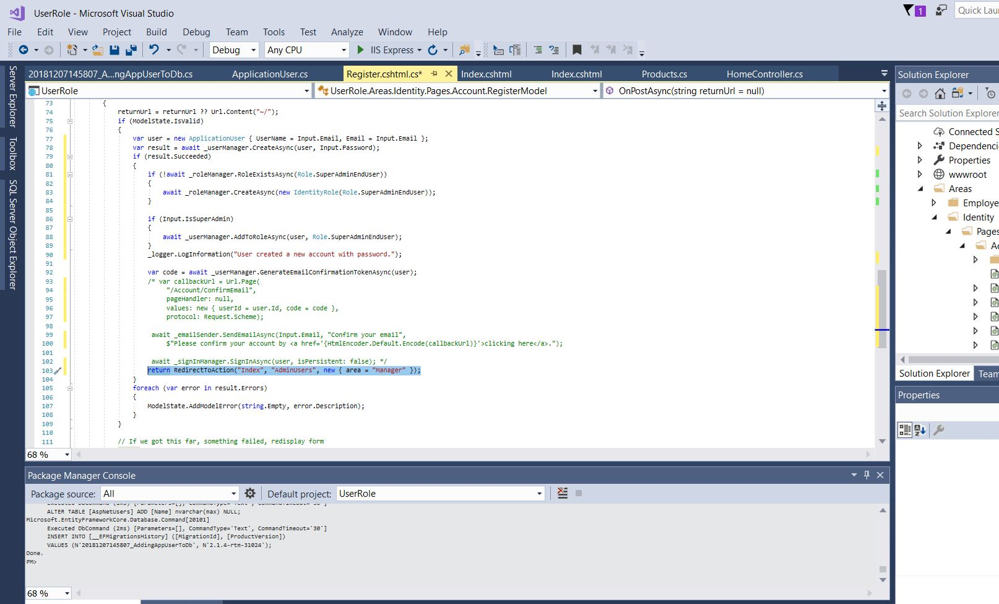 UserRole - Microsoft Visual Studio
1
Quick Lau
File Edit View Project Build Debug Team Tools Test Analyze Window Help
Debug Any CPU IIS Express
Server Explorer
Toolbox
SQL Server Object Explorer
20181207145807_A...ngAppUserToDb.cs ApplicationUser.cs Register.cshtml.cs* Index.cshtml Index.cshtml Products.cs HomeController.cs
UserRole UserRole.Areas.Identity.Pages.Account.RegisterModel OnPostAsync(string returnUrl = null)
73 {
74 returnUrl = returnUrl ?? Url.Content("~/");
75 if (ModelState.IsValid)
76 {
77 var user = new ApplicationUser { UserName = Input.Email, Email = Input.Email };
78 var result = await _userManager.CreateAsync(user, Input.Password);
79 if (result.Succeeded)
80 {
81 if (!await _roleManager.RoleExistsAsync(Role.SuperAdminEndUser))
82 {
83 await _roleManager.CreateAsync(new IdentityRole(Role.SuperAdminEndUser));
84 }
85
86 if (Input.IsSuperAdmin)
87 {
88 await _userManager.AddToRoleAsync(user, Role.SuperAdminEndUser);
89 }
90 _logger.LogInformation("User created a new account with password.");
91
92 var code = await _userManager.GenerateEmailConfirmationTokenAsync(user);
93 /* var callbackUrl = Url.Page(
94 "/Account/ConfirmEmail",
95 pageHandler: null,
96 values: new { userId = user.Id, code = code },
97 protocol: Request.Scheme);
98
99 await _emailSender.SendEmailAsync(Input.Email, "Confirm your email",
100 $"Please confirm your account by <a href='{HtmlEncoder.Default.Encode(callbackUrl)}'>clicking here</a>.");
101
102 await _signInManager.SignInAsync(user, isPersistent: false); */
103 return RedirectToAction("Index", "AdminUsers", new { area = "Manager" });
104 }
105 foreach (var error in result.Errors)
106 {
107 ModelState.AddModelError(string.Empty, error.Description);
108 }
109 }
110
111 // If we got this far, something failed, redisplay form
68 %
Package Manager Console
Package source: All Default project: UserRole
Executed DbCommand (1ms) [Parameters=[], CommandType='Text', CommandTimeout='30']
ALTER TABLE [AspNetUsers] ADD [Name] nvarchar(max) NULL;
Microsoft.EntityFrameworkCore.Database.Command[20101]
Executed DbCommand (2ms) [Parameters=[], CommandType='Text', CommandTimeout='30']
INSERT INTO [__EFMigrationsHistory] ([MigrationId], [ProductVersion])
VALUES (N'20181207145807_AddingAppUserToDb', N'2.1.4-rtm-31024');
Done.
PM>
68 %
Solution Explorer
Search Solution Explorer
Connected S
Dependenci
Properties
wwwroot
Areas
Employe
Identity
Pages
Ac
Solution Explorer Team
Properties